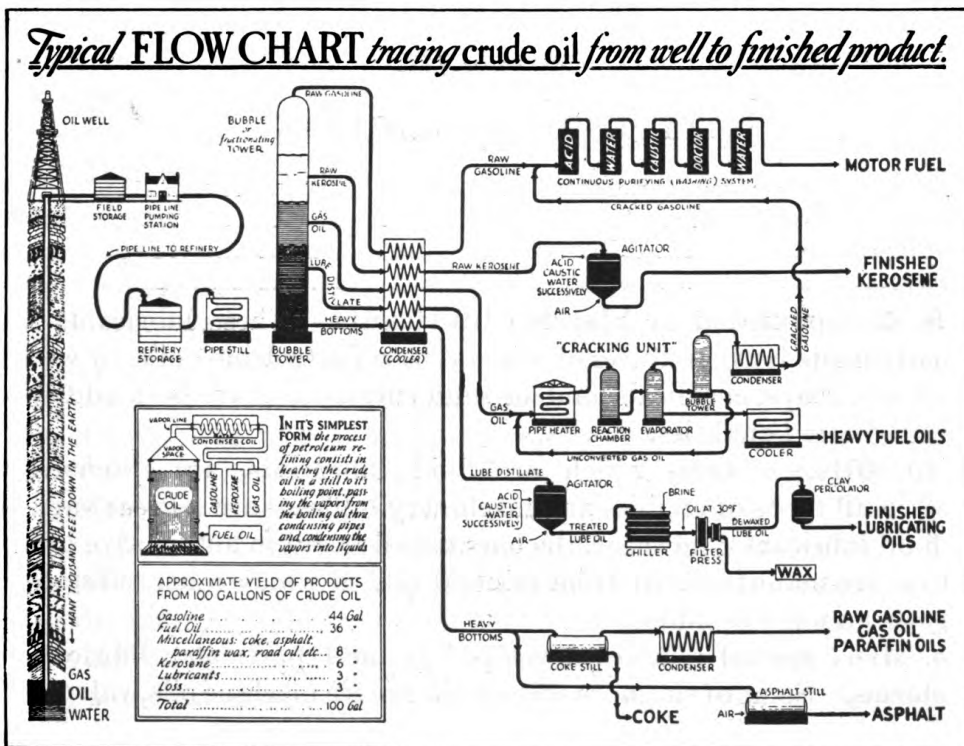 Typical FLOW CHART tracing crude oil from well to finished product.
OIL WELL
FIELD
STORAGE
PIPE LINE
PUMPING
STATION
PIPE LINE TO REFINERY
REFINERY
STORAGE
PIPE STILL
BUBBLE
or
fractionating
TOWER
RAW GASOLINE
RAW
KEROSENE
GAS
OIL
LUBE
DISTILLATE
HEAVY
BOTTOMS
BUBBLE
TOWER
CONDENSER
(COOLER)
RAW
GASOLINE
ACID
WATER
CAUSTIC
DOCTOR
WATER
CONTINUOUS PURIFYING (WASHING) SYSTEM
CRACKED GASOLINE
MOTOR FUEL
RAW KEROSENE
AGITATOR
ACID
CAUSTIC
WATER
SUCCESSIVELY
AIR
FINISHED
KEROSENE
CRACKED
GASOLINE
"CRACKING UNIT"
CONDENSER
GAS
OIL
PIPE HEATER
REACTION
CHAMBER
EVAPORATOR
BUBBLE
TOWER
UNCONVERTED GAS OIL
COOLER
HEAVY FUEL OILS
LUBE DISTILLATE
AGITATOR
ACID
CAUSTIC
WATER
SUCCESSIVELY
AIR
TREATED
LUBE OIL
BRINE
CHILLER
OIL AT 30°F
FILTER
PRESS
DEWAXED
LUBE OIL
CLAY
PERCOLATOR
FINISHED
LUBRICATING
OILS
WAX
HEAVY
BOTTOMS
COKE STILL
CONDENSER
RAW GASOLINE
GAS OIL
PARAFFIN OILS
COKE
AIR
ASPHALT STILL
ASPHALT
MANY THOUSAND FEET DOWN THE EARTH
GAS
OIL
WATER
VAPOR LINE
VAPOR
SPACE
CONDENSER COIL
CRUDE
OIL
GASOLINE
KEROSENE
GAS OIL
FUEL OIL
IN IT'S SIMPLEST
FORM the process
of petroleum re-
fining consists in
heating the crude
oil in a still to it's
boiling point, pass-
ing the vapors from
the boiling oil thru
condensing pipes
and condensing the
vapors into liquids
APPROXIMATE YIELD OF PRODUCTS
FROM 100 GALLONS OF CRUDE OIL
Gasoline 44 Gal
Fuel Oil 36 "
Miscellaneous: coke, asphalt,
paraffin wax, road oil, etc. 8 "
Kerosene 6 "
Lubricants 3 "
Loss 3 "
Total 100 Gal